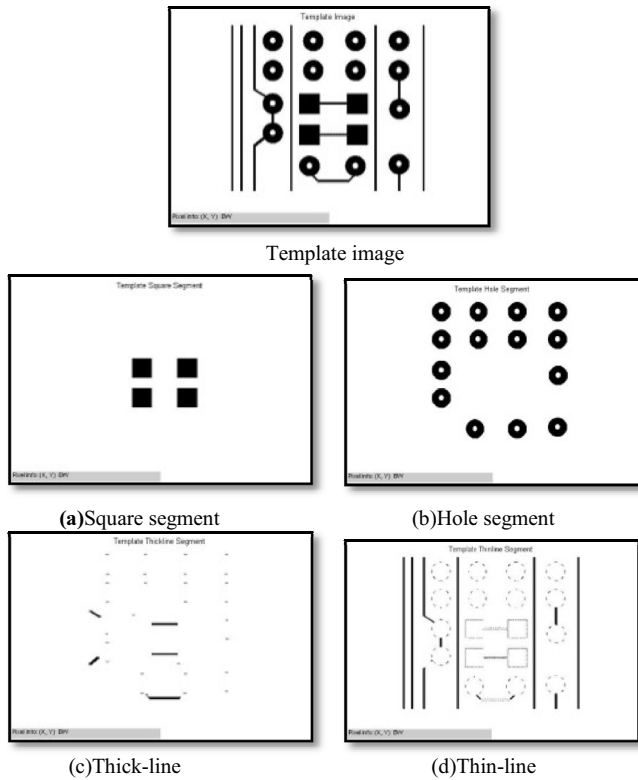 Template Image
Pixel info: (X, Y) BW
Template image
Template Square Segment
Template Hole Segment
Pixel info: (X, Y) BW
Pixel info: (X, Y) BW
(a)Square segment
(b)Hole segment
Template Thickline Segment
Template Thinline Segment
Pixel info: (X, Y) BW
Pixel info: (X, Y) BW
(c)Thick-line
(d)Thin-line